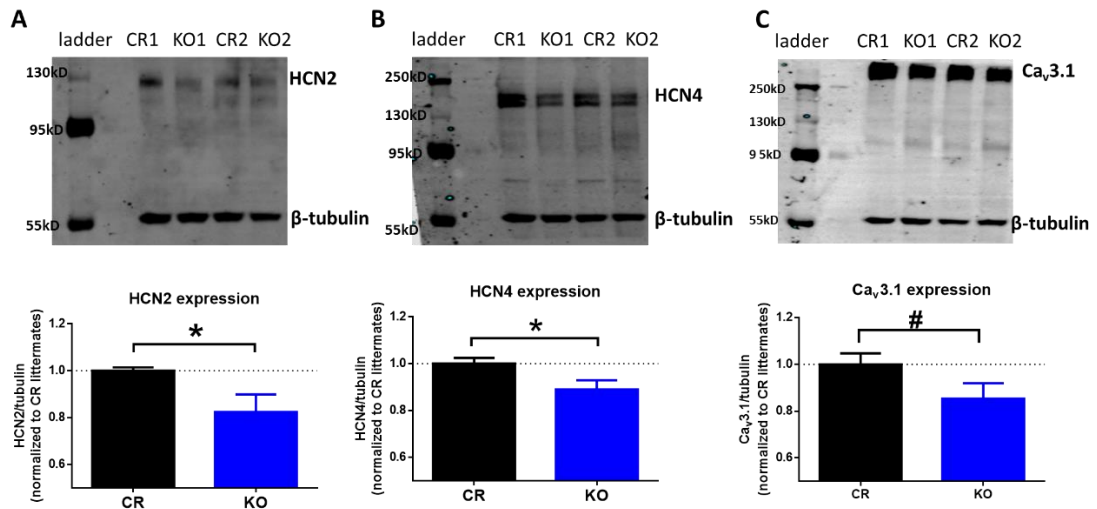 A
ladder CR1 KO1 CR2 KO2
130kD
HCN2
95kD
β-tubulin
55kD
B
ladder CR1 KO1 CR2 KO2
250kD
HCN4
130kD
95kD
55kD
β-tubulin
C
ladder CR1 KO1 CR2 KO2
Cav3.1
250kD
130kD
9 5kD
55kD
β-tubulin
HCN2 expression
HCN2/tubulin
(normalized to CR littermates)
1.2
*
1.0
0.8
0.6
CR KO
HCN4 expression
HCN4/tubulin
(normalized to CR littermates)
1.2
*
1.0
0.8
0.6
CR KO
Cav3.1 expression
Cav3.1/tubulin
(normalized to CR littermates)
1.2
#
1.0
0.8
0.6
CR KO